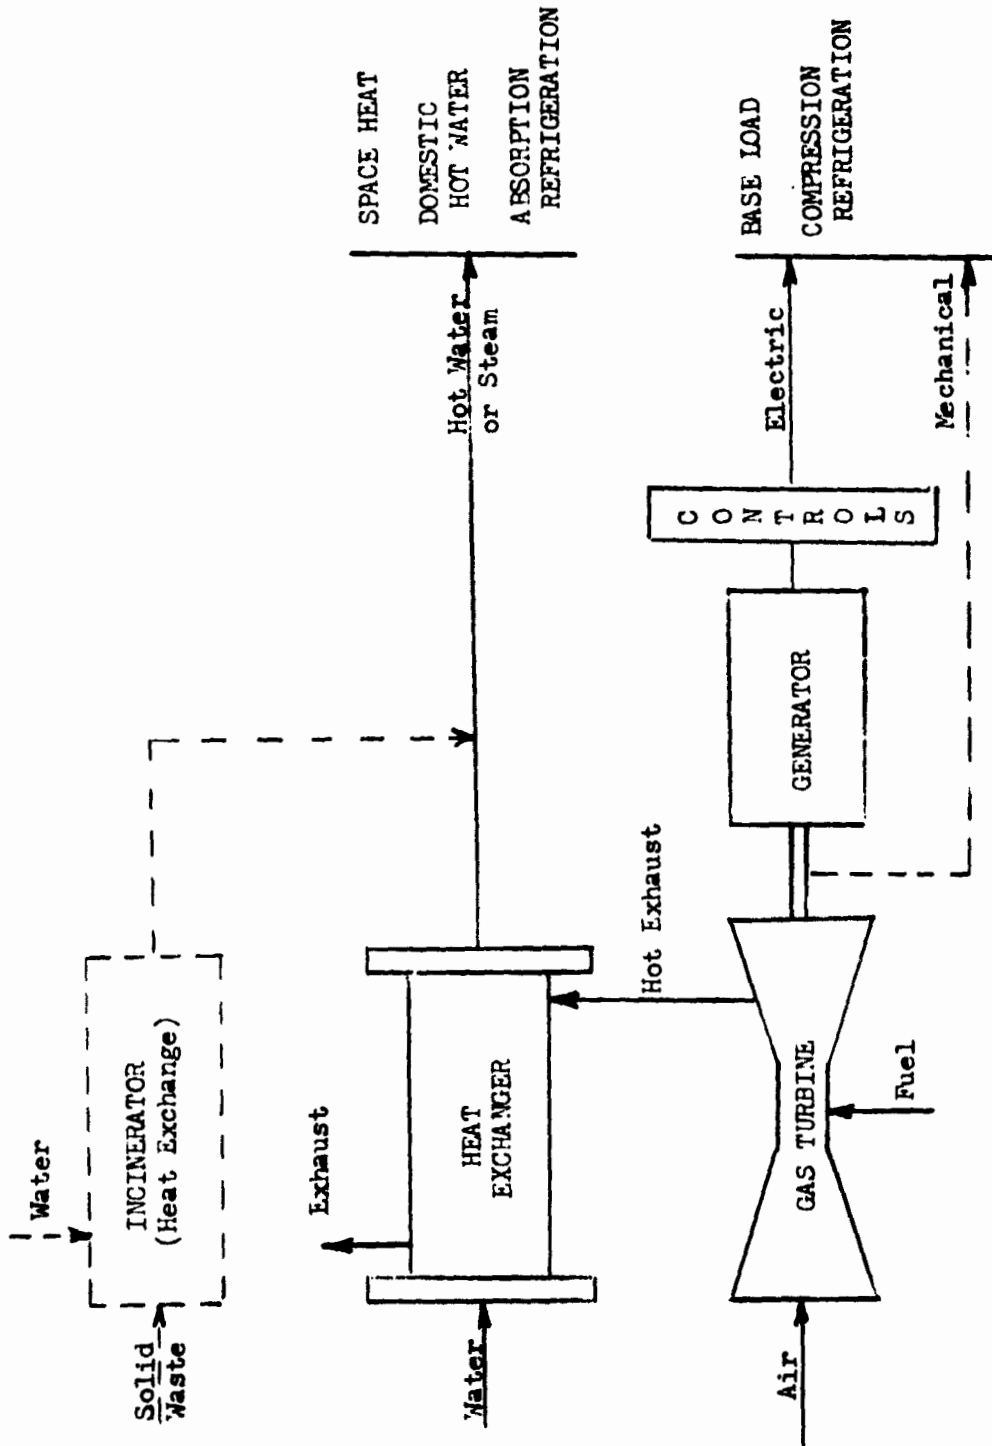 Water
INCINERATOR
(Heat Exchange)
Solid
Waste
Exhaust
HEAT
EXCHANGER
Water
Hot Water
or Steam
SPACE HEAT
DOMESTIC
HOT WATER
ABSORPTION
REFRIGERATION
Hot Exhaust
Air
GAS TURBINE
Fuel
GENERATOR
CONTROLS
Electric
Mechanical
BASE LOAD
COMPRESSION
REFRIGERATION